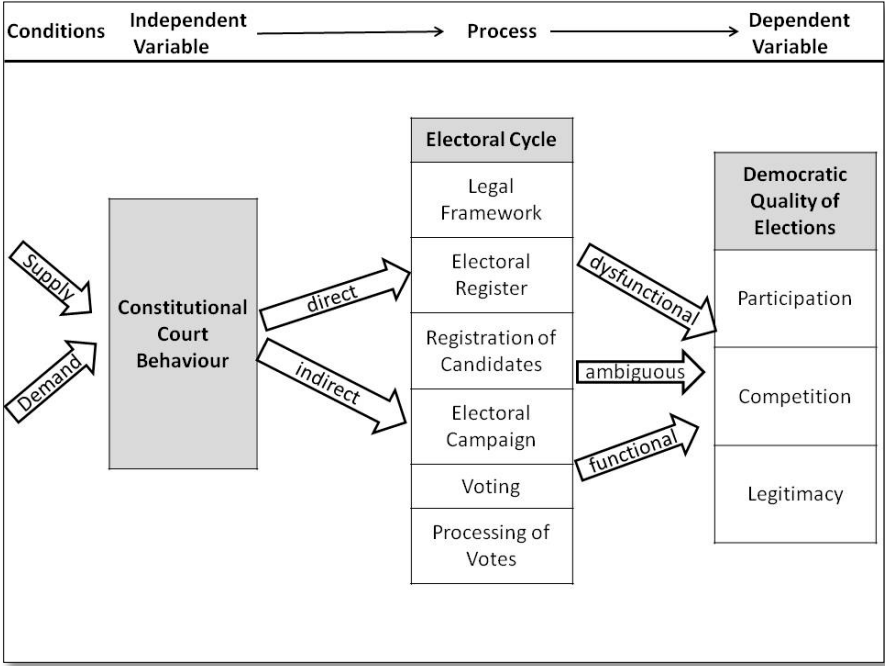 Conditions
Independent
Variable
Process
Dependent
Variable
Supply
Demand
Constitutional
Court
Behaviour
direct
indirect
Electoral Cycle
Legal
Framework
Electoral
Register
Registration of
Candidates
Electoral
Campaign
Voting
Processing of
Votes
dysfunctional
ambiguous
functional
Democratic
Quality of
Elections
Participation
Competition
Legitimacy